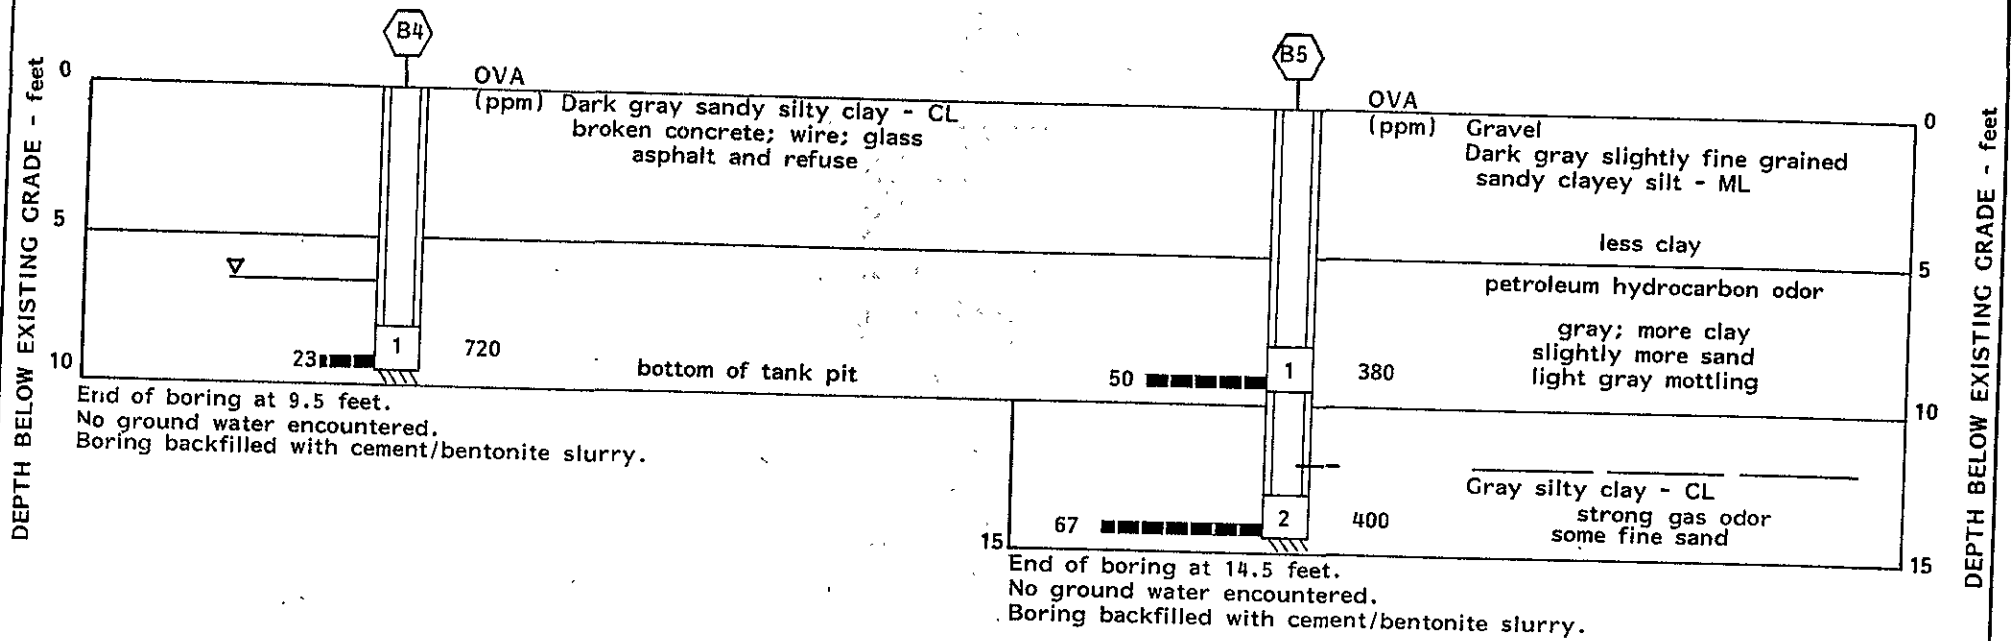 DEPTH BELOW EXISTING GRADE - feet
0
5
10
B4
OVA
(ppm) Dark gray sandy silty clay - CL
broken concrete; wire; glass
asphalt and refuse
23
1
720
bottom of tank pit
End of boring at 9.5 feet.
No ground water encountered.
Boring backfilled with cement/bentonite slurry.
B5
OVA
(ppm) Gravel
Dark gray slightly fine grained
sandy clayey silt - ML
less clay
petroleum hydrocarbon odor
gray; more clay
slightly more sand
light gray mottling
50
1
380
Gray silty clay - CL
strong gas odor
some fine sand
67
2
400
15
End of boring at 14.5 feet.
No ground water encountered.
Boring backfilled with cement/bentonite slurry.
0
5
10
15
DEPTH BELOW EXISTING GRADE - feet